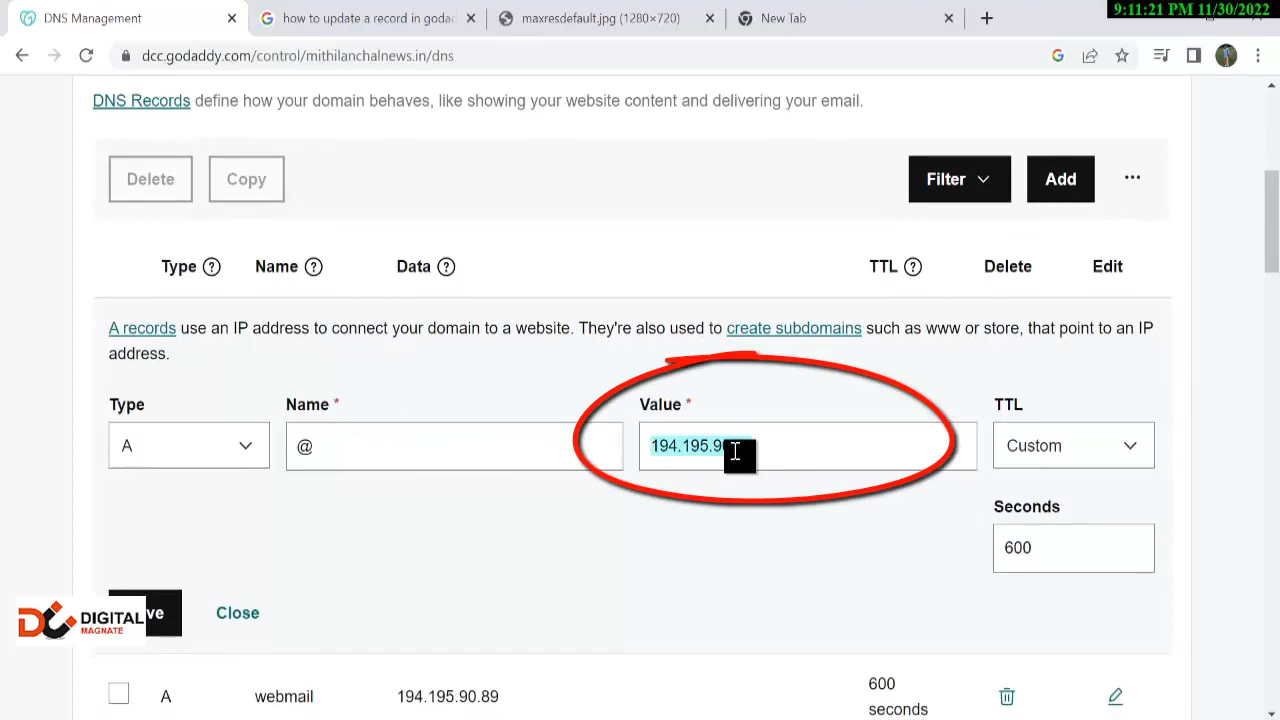 9:11:21 PM 11/30/2022
DNS Management
how to update a record in goda
dcc.godaddy.com/control/mithilanchalnews.in/dns
maxresdefault.jpg (1280×720)
New Tab
DNS Records define how your domain behaves, like showing your website content and delivering your email.
Delete Copy Filter Add
Type Name Data TTL Delete Edit
A records use an IP address to connect your domain to a website. They're also used to create subdomains such as www or store, that point to an IP
address.
Type Name * Value * TTL
A @ 194.195.9 Custom
Seconds
600
ve Close
DIGITAL
MAGNATE
A webmail 194.195.90.89 600
seconds